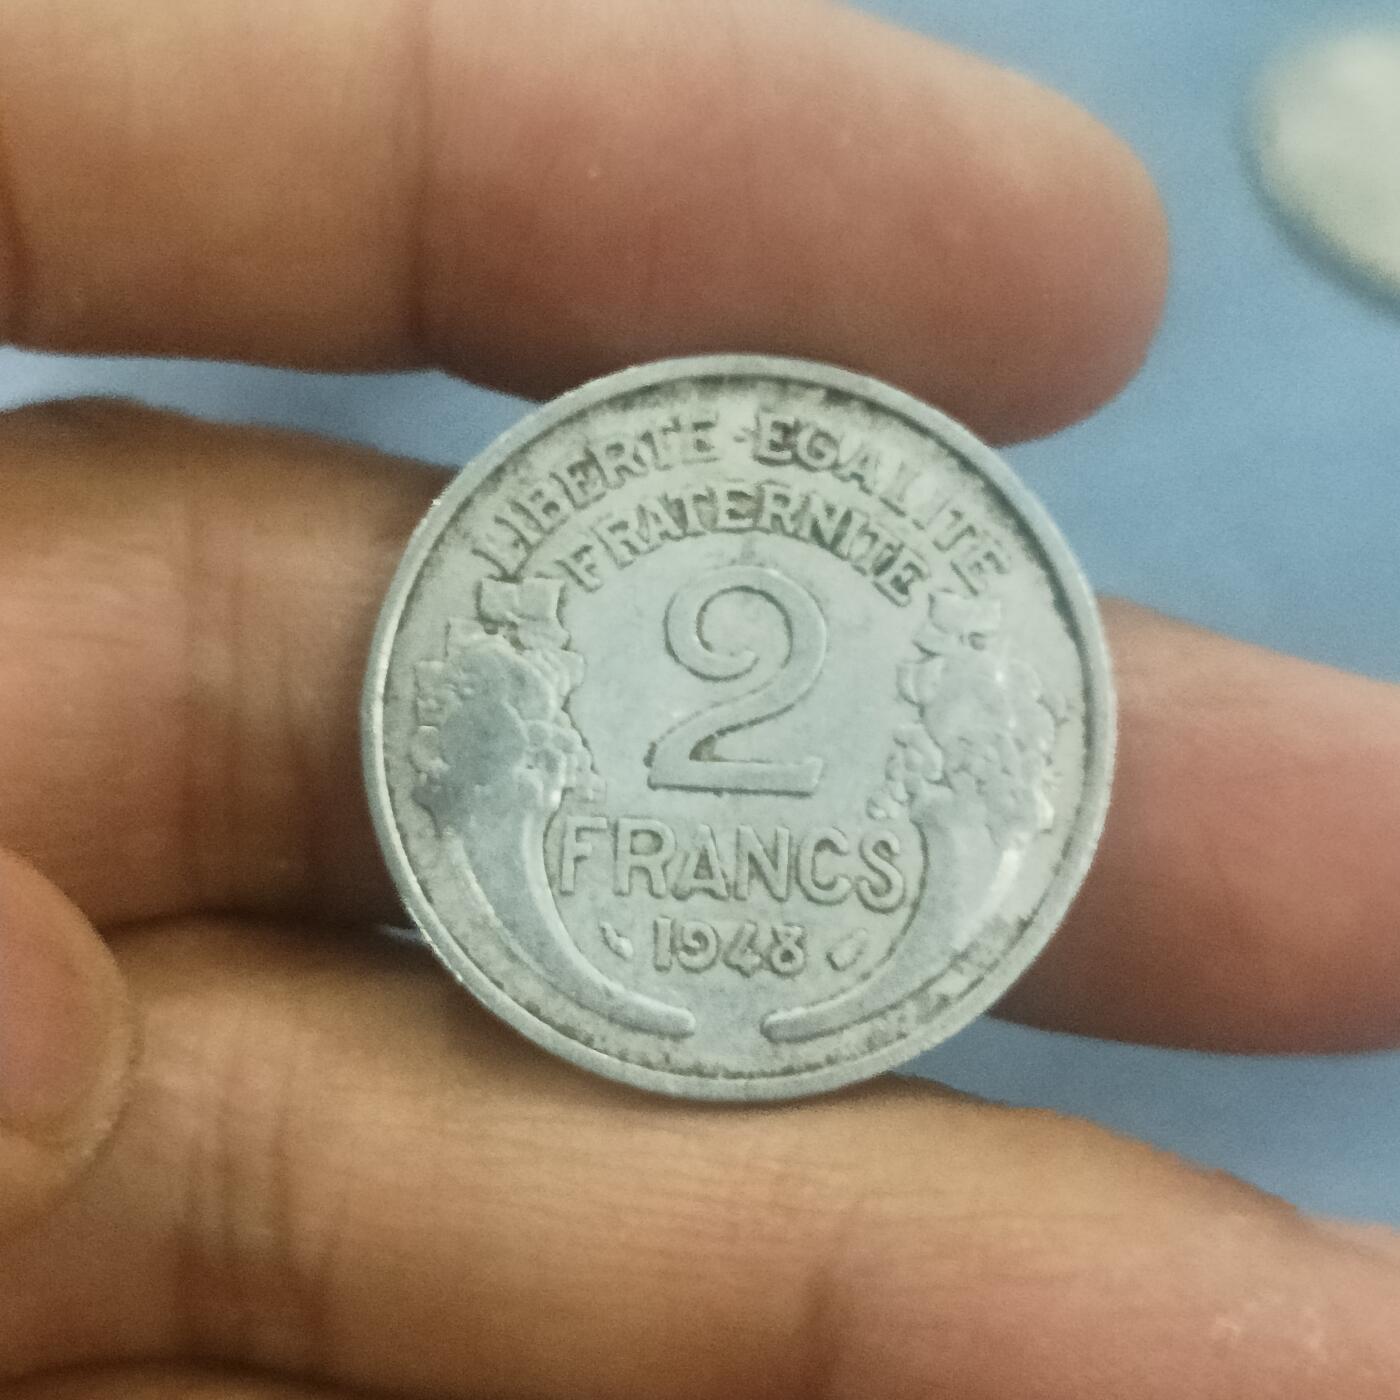 LIBERTE · EGALITE
FRATERNITE
2
FRANCS
1948